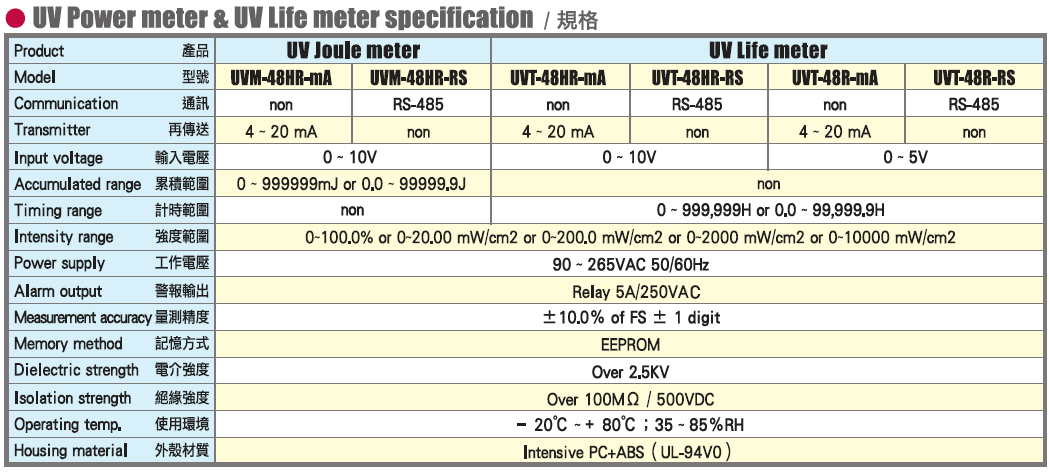 UV Power meter & UV Life meter specification / 規格
Product 產品 UV Joule meter UV Life meter
Model 型號 UVM-48HR-mA UVM-48HR-RS UVT-48HR-mA UVT-48HR-RS UVT-48R-mA UVT-48R-RS
Communication 通訊 non RS-485 non RS-485 non RS-485
Transmitter 再傳送 4 ~ 20 mA non 4 ~ 20 mA non 4 ~ 20 mA non
Input voltage 輸入電壓 0 ~ 10V 0 ~ 10V 0 ~ 5V
Accumulated range 累積範圍 0 ~ 999999mJ or 0.0 ~ 99999.9J non
Timing range 計時範圍 non 0 ~ 999,999H or 0.0 ~ 99,999.9H
Intensity range 強度範圍 0~100.0% or 0~20.00 mW/cm2 or 0~200.0 mW/cm2 or 0~2000 mW/cm2 or 0~10000 mW/cm2
Power supply 工作電壓 90 ~ 265VAC 50/60Hz
Alarm output 警報輸出 Relay 5A/250VAC
Measurement accuracy 量測精度 ±10.0% of FS ± 1 digit
Memory method 記憶方式 EEPROM
Dielectric strength 電介強度 Over 2.5KV
Isolation strength 絕緣強度 Over 100MΩ / 500VDC
Operating temp. 使用環境 - 20℃ ~ + 80℃ ; 35 ~ 85%RH
Housing material 外殼材質 Intensive PC+ABS ( UL-94V0 )